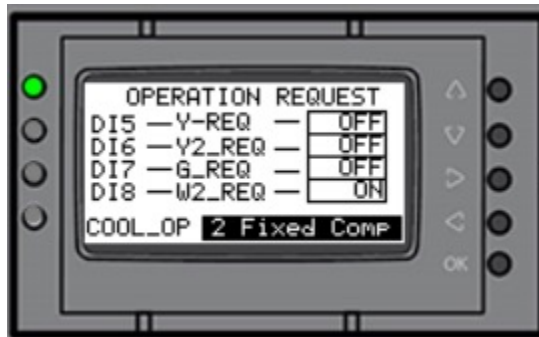 OPERATION REQUEST
DI5 —Y-REQ — OFF
DI6 —Y2_REQ — OFF
DI7 —G_REQ — OFF
DI8 —W2_REQ — ON
COOL_OP 2 Fixed Comp
OK